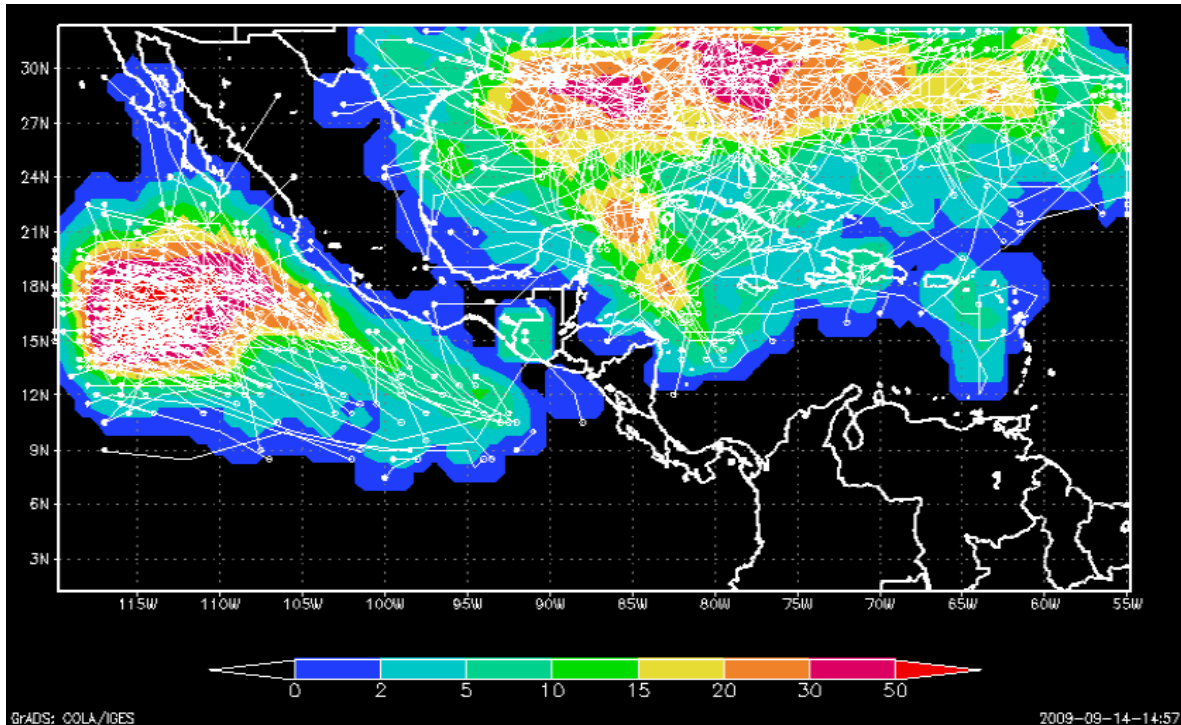 30N
27N
24N
21N
18N
15N
12N
9N
6N
3N
115W 110W 105W 100W 95W 90W 85W 80W 75W 70W 65W 60W 55W
0 2 5 10 15 20 30 50
GrADS: COLA/IGES 2009-09-14-14:57